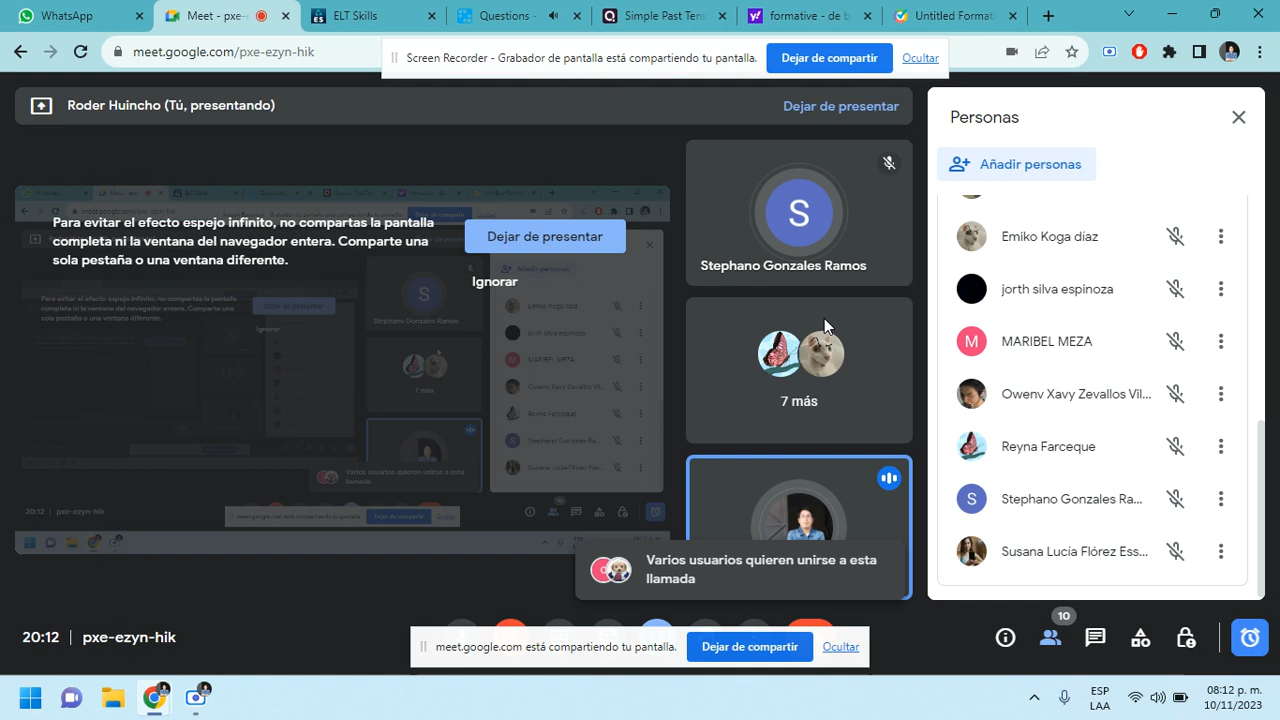 WhatsApp
Meet - pxe-e
ELT Skills
Questions -
Simple Past Tens
formative - de b
Untitled Format
meet.google.com/pxe-ezyn-hik
Screen Recorder - Grabador de pantalla está compartiendo tu pantalla.
Dejar de compartir
Ocultar
Roder Huincho (Tú, presentando)
Dejar de presentar
Para evitar el efecto espejo infinito, no compartas la pantalla
completa ni la ventana del navegador entera. Comparte una
sola pestaña o una ventana diferente.
Dejar de presentar
Ignorar
S
Stephano Gonzales Ramos
7 más
Varios usuarios quieren unirse a esta
llamada
Personas
Añadir personas
Emiko Koga díaz
jorth silva espinoza
M
MARIBEL MEZA
Owenv Xavy Zevallos Vil...
Reyna Farceque
S
Stephano Gonzales Ra...
Susana Lucía Flórez Ess...
20:12
pxe-ezyn-hik
meet.google.com está compartiendo tu pantalla.
Dejar de compartir
Ocultar
10
ESP
LAA
08:12 p. m.
10/11/2023